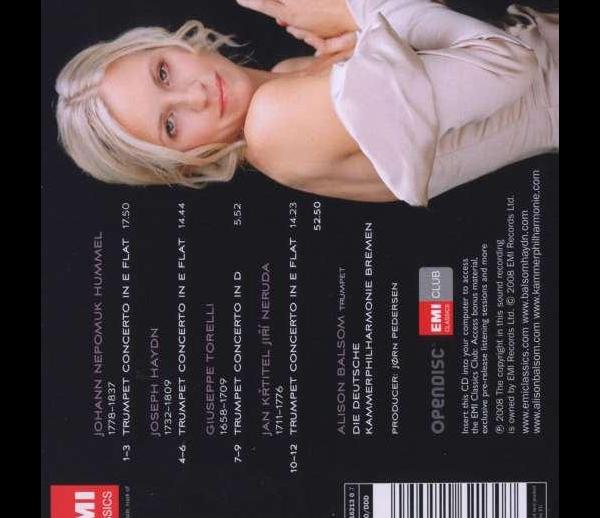 JOHANN NEPOMUK HUMMEL
1778–1837
1–3 TRUMPET CONCERTO IN E FLAT 17.50
JOSEPH HAYDN
1732–1809
4–6 TRUMPET CONCERTO IN E FLAT 14.44
GIUSEPPE TORELLI
1658–1709
7–9 TRUMPET CONCERTO IN D 5.52
JAN KŘTITEL JIŘÍ NERUDA
1711–1776
10–12 TRUMPET CONCERTO IN E FLAT 14.23
52.50
ALISON BALSOM TRUMPET
DIE DEUTSCHE
KAMMERPHILHARMONIE BREMEN
PRODUCER: JØRN PEDERSEN
OPENDISC
EMI CLUB
CLASSICS
Insert this CD into your computer to access
the EMI Classics Club: Access bonus material,
exclusive pre-release listening sessions and more
℗ 2008 The copyright in this sound recording
is owned by EMI Records Ltd. © 2008 EMI Records Ltd.
www.emiclassics.com www.balsomhaydn.com
www.alisonbalsom.com www.kammerphilharmonie.com